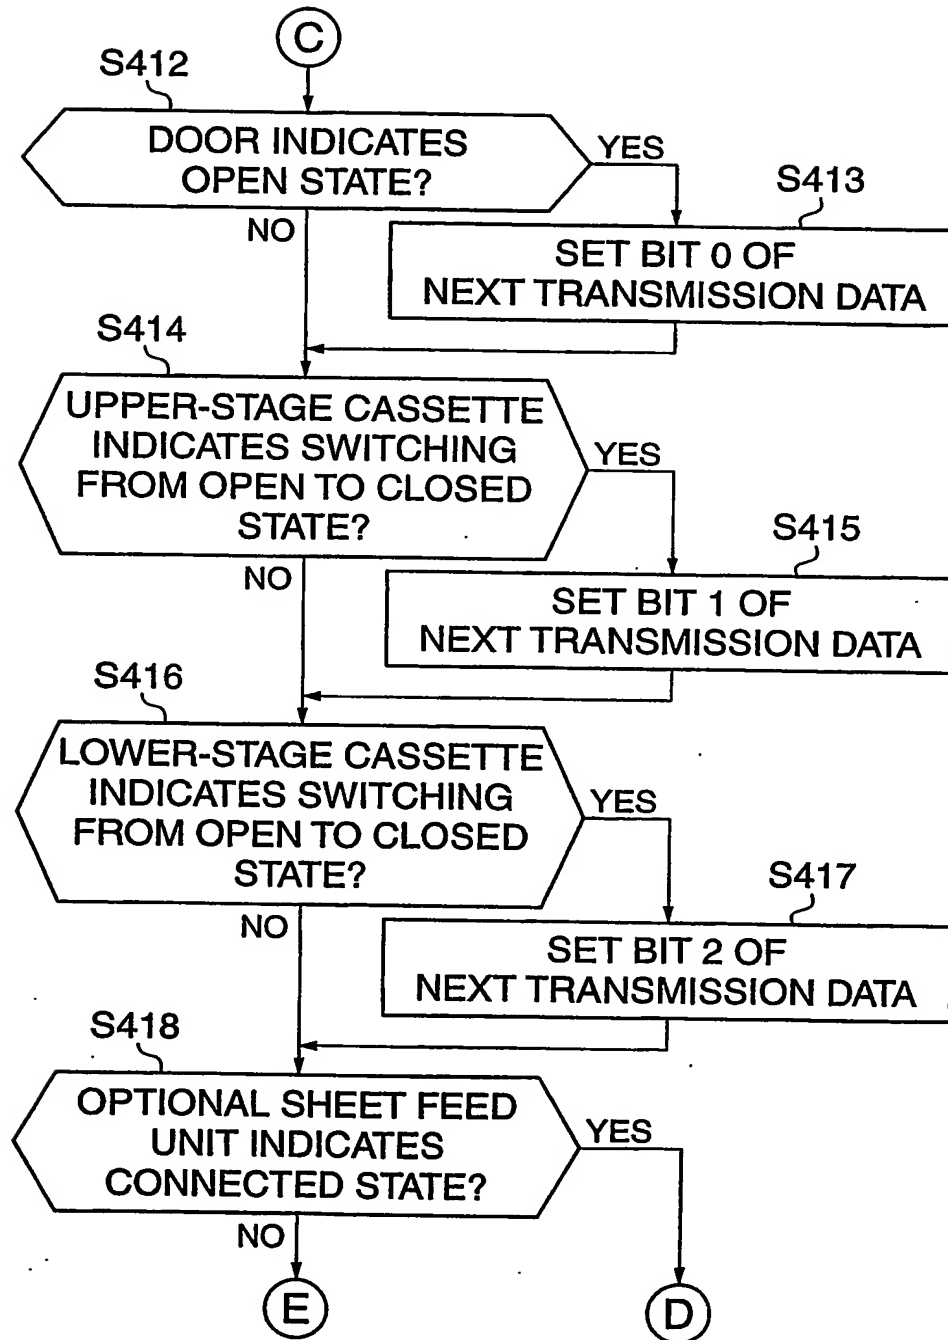 C
S412
DOOR INDICATES
OPEN STATE?
YES
NO
S413
SET BIT 0 OF
NEXT TRANSMISSION DATA
S414
UPPER-STAGE CASSETTE
INDICATES SWITCHING
FROM OPEN TO CLOSED
STATE?
YES
NO
S415
SET BIT 1 OF
NEXT TRANSMISSION DATA
S416
LOWER-STAGE CASSETTE
INDICATES SWITCHING
FROM OPEN TO CLOSED
STATE?
YES
NO
S417
SET BIT 2 OF
NEXT TRANSMISSION DATA
S418
OPTIONAL SHEET FEED
UNIT INDICATES
CONNECTED STATE?
YES
NO
E
D